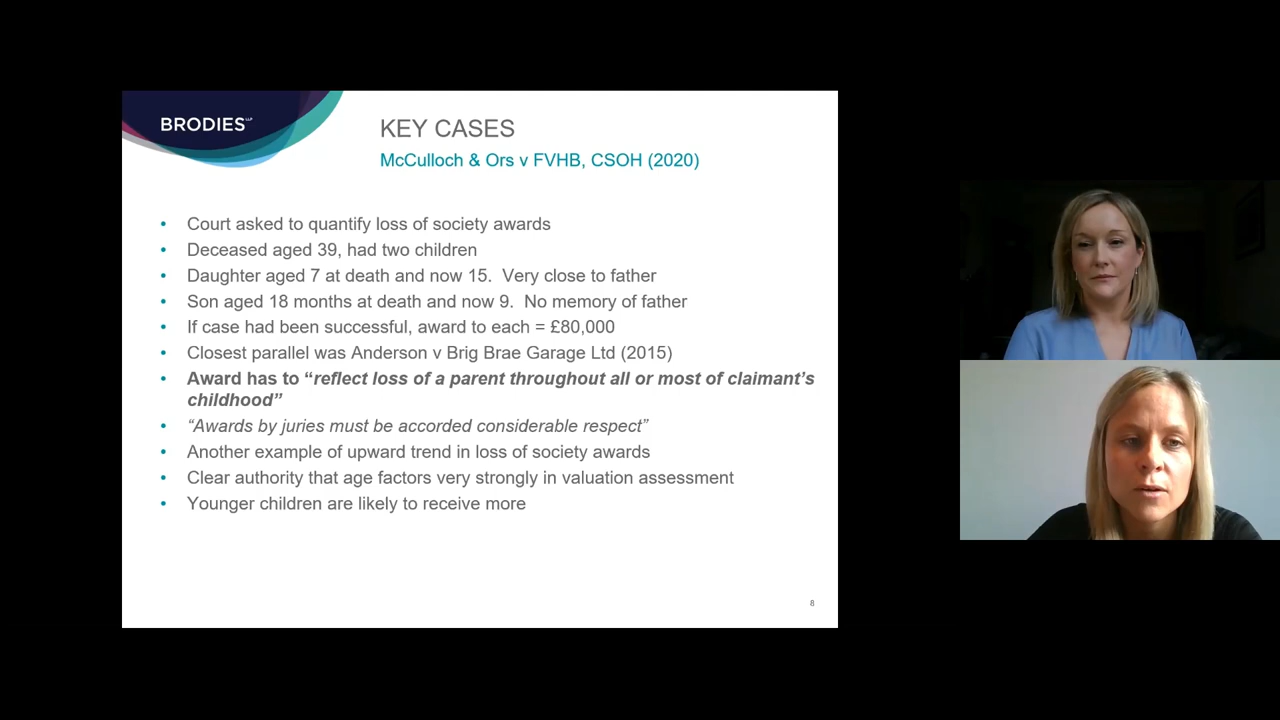 BRODIES LLP
KEY CASES
McCulloch & Ors v FVHB, CSOH (2020)
• Court asked to quantify loss of society awards
• Deceased aged 39, had two children
• Daughter aged 7 at death and now 15. Very close to father
• Son aged 18 months at death and now 9. No memory of father
• If case had been successful, award to each = £80,000
• Closest parallel was Anderson v Brig Brae Garage Ltd (2015)
• Award has to “reflect loss of a parent throughout all or most of claimant’s
childhood”
• “Awards by juries must be accorded considerable respect”
• Another example of upward trend in loss of society awards
• Clear authority that age factors very strongly in valuation assessment
• Younger children are likely to receive more
8